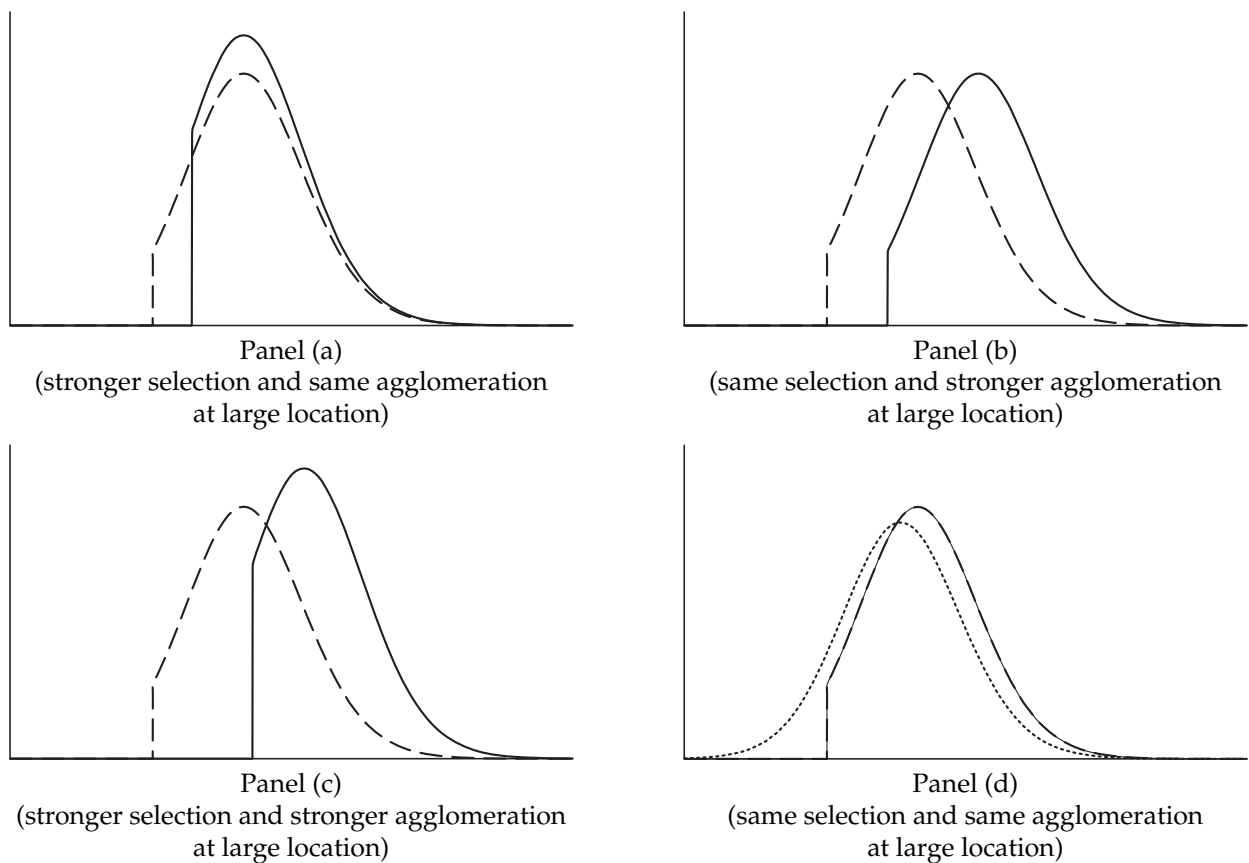 Panel (a)
(stronger selection and same agglomeration
at large location)
Panel (b)
(same selection and stronger agglomeration
at large location)
Panel (c)
(stronger selection and stronger agglomeration
at large location)
Panel (d)
(same selection and same agglomeration
at large location)